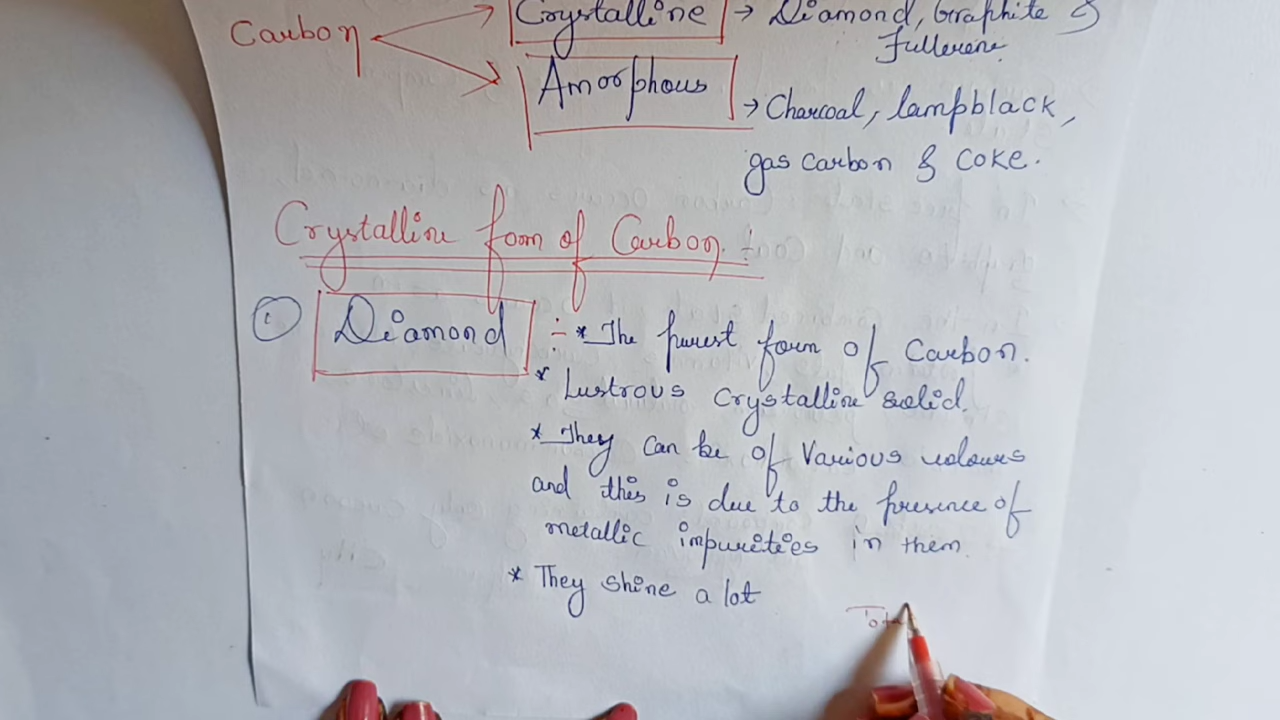 Carbon → Crystalline → Diamond, Graphite &
Fullerene
Amorphous → Charcoal, lampblack,
gas carbon & Coke.
Crystalline form of Carbon :-
1 Diamond :- * The purest form of Carbon.
* Lustrous crystalline solid.
* They can be of various colours
and this is due to the presence of
metallic impurities in them.
* They shine a lot
Tot